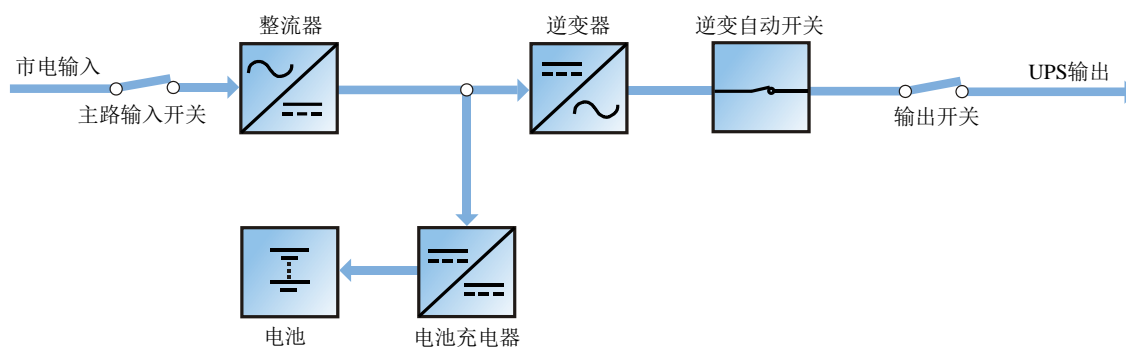 整流器
逆变器
逆变自动开关
市电输入
UPS输出
主路输入开关
输出开关
电池
电池充电器